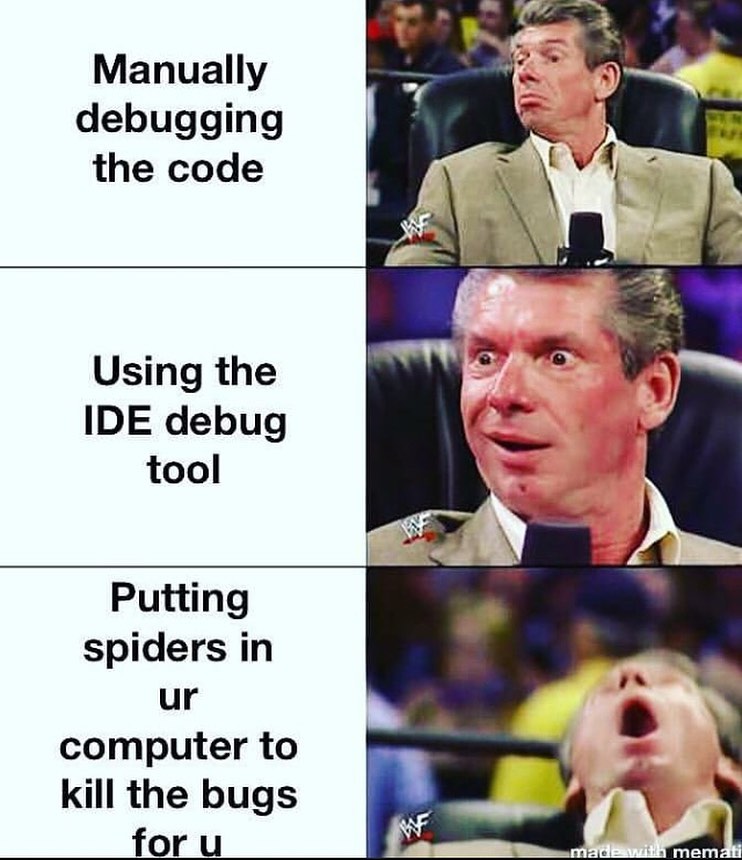 Manually
debugging
the code
Using the
IDE debug
tool
Putting
spiders in
ur
computer to
kill the bugs
for u
made with memati